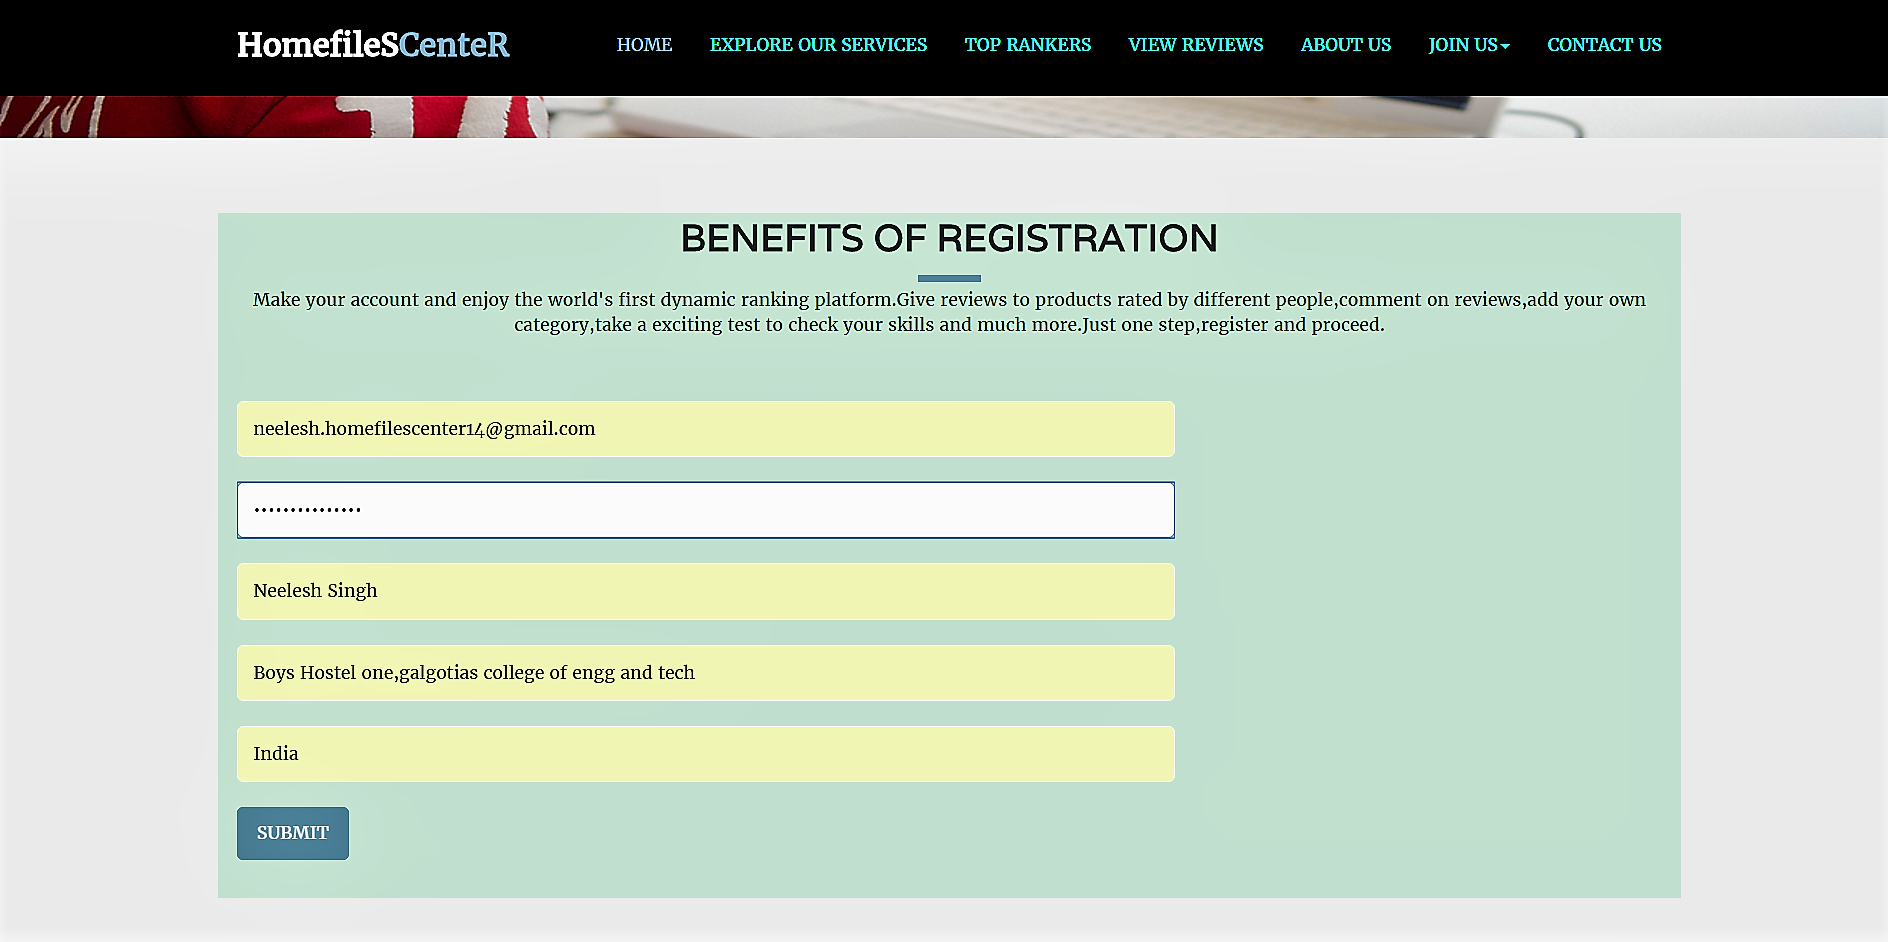 HomefileSCenteR HOME EXPLORE OUR SERVICES TOP RANKERS VIEW REVIEWS ABOUT US JOIN US CONTACT US
BENEFITS OF REGISTRATION
Make your account and enjoy the world's first dynamic ranking platform.Give reviews to products rated by different people,comment on reviews,add your own
category,take a exciting test to check your skills and much more.Just one step,register and proceed.
neelesh.homefilescenter14@gmail.com
•••••••••••••••
Neelesh Singh
Boys Hostel one,galgotias college of engg and tech
India
SUBMIT